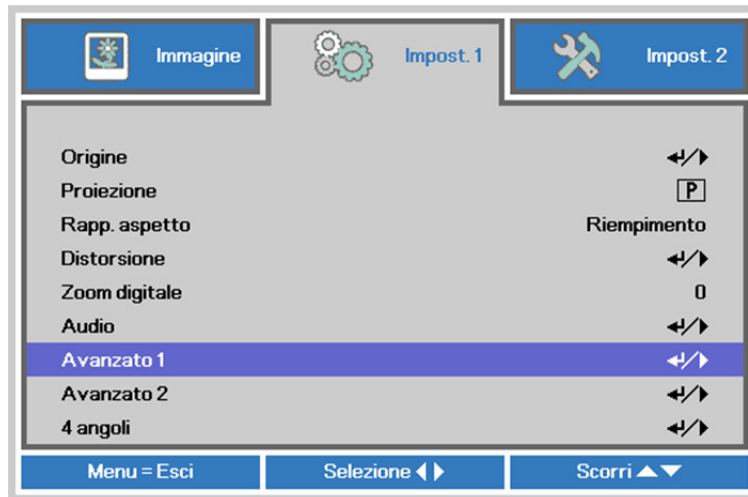 Immagine
Impost. 1
Impost. 2
Origine
Proiezione P
Rapp. aspetto Riempimento
Distorsione
Zoom digitale 0
Audio
Avanzato 1
Avanzato 2
4 angoli
Menu = Esci Selezione Scorri